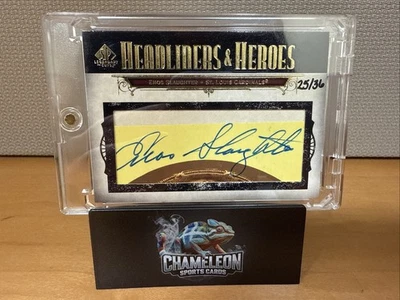 HEADLINERS & HEROES
ENOS SLAUGHTER • ST. LOUIS CARDINALS
25/36
Enos Slaughter
CHAMELEON
SPORTS CARDS